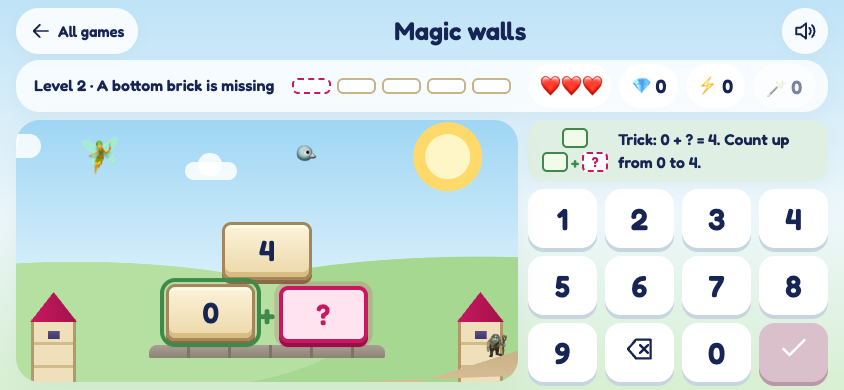 All games
Magic walls
Level 2 · A bottom brick is missing
0
0
0
4
0 + ?
+ ?
Trick: 0 + ? = 4. Count up
from 0 to 4.
1 2 3 4
5 6 7 8
9 0